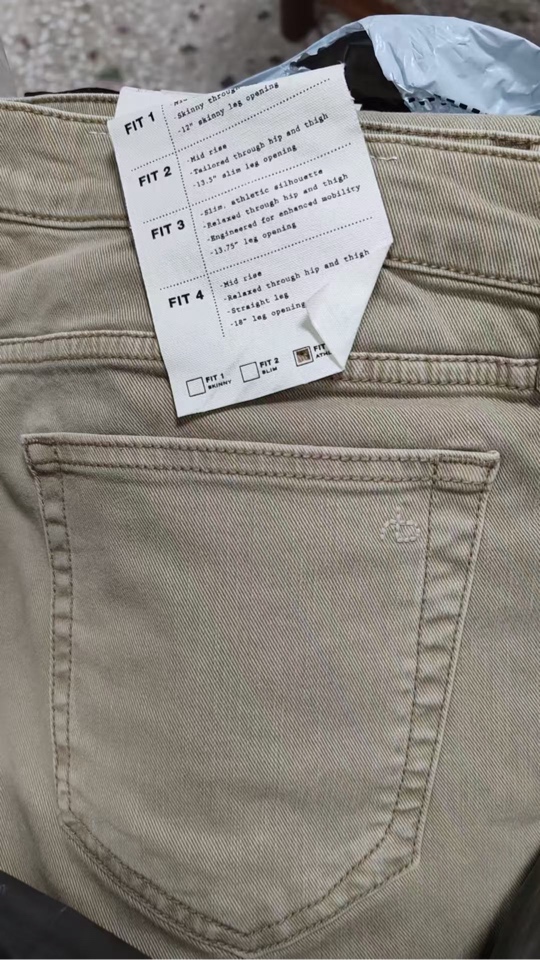 FIT 1
-Skinny through
-12" skinny leg opening
FIT 2
-Mid rise
-Tailored through hip and thigh
-13.5" slim leg opening
FIT 3
-Slim, athletic silhouette
-Relaxed through hip and thigh
-Engineered for enhanced mobility
-13.75" leg opening
FIT 4
-Mid rise
-Relaxed through hip and thigh
-Straight leg
-18" leg opening
FIT 1 SKINNY
FIT 2 SLIM
FIT
rb